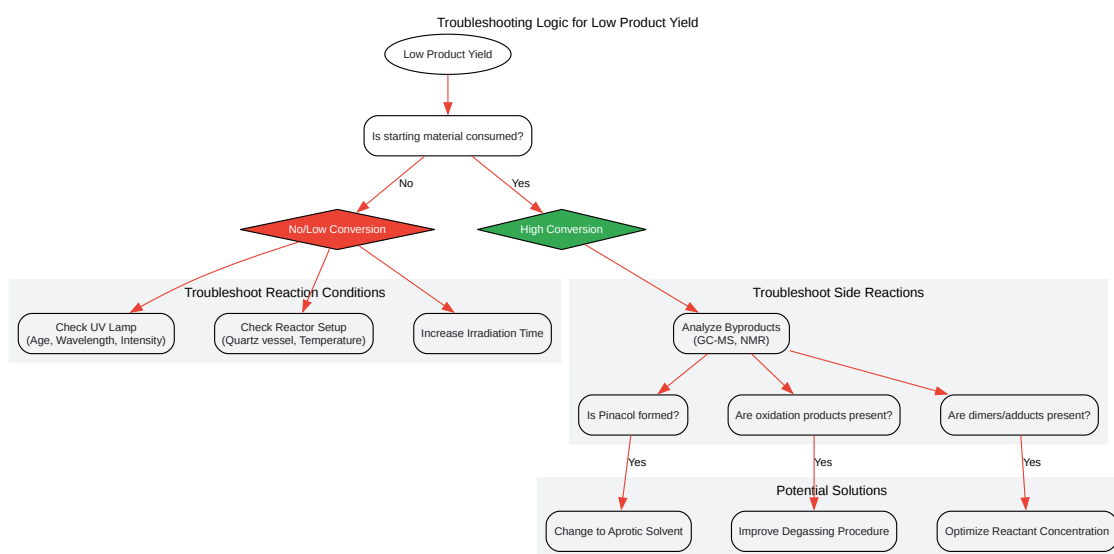 Troubleshooting Logic for Low Product Yield
Low Product Yield
Is starting material consumed?
No
Yes
No/Low Conversion
High Conversion
Troubleshoot Reaction Conditions
Check UV Lamp
(Age, Wavelength, Intensity)
Check Reactor Setup
(Quartz vessel, Temperature)
Increase Irradiation Time
Troubleshoot Side Reactions
Analyze Byproducts
(GC-MS, NMR)
Is Pinacol formed?
Are oxidation products present?
Are dimers/adducts present?
Yes
Yes
Yes
Potential Solutions
Change to Aprotic Solvent
Improve Degassing Procedure
Optimize Reactant Concentration